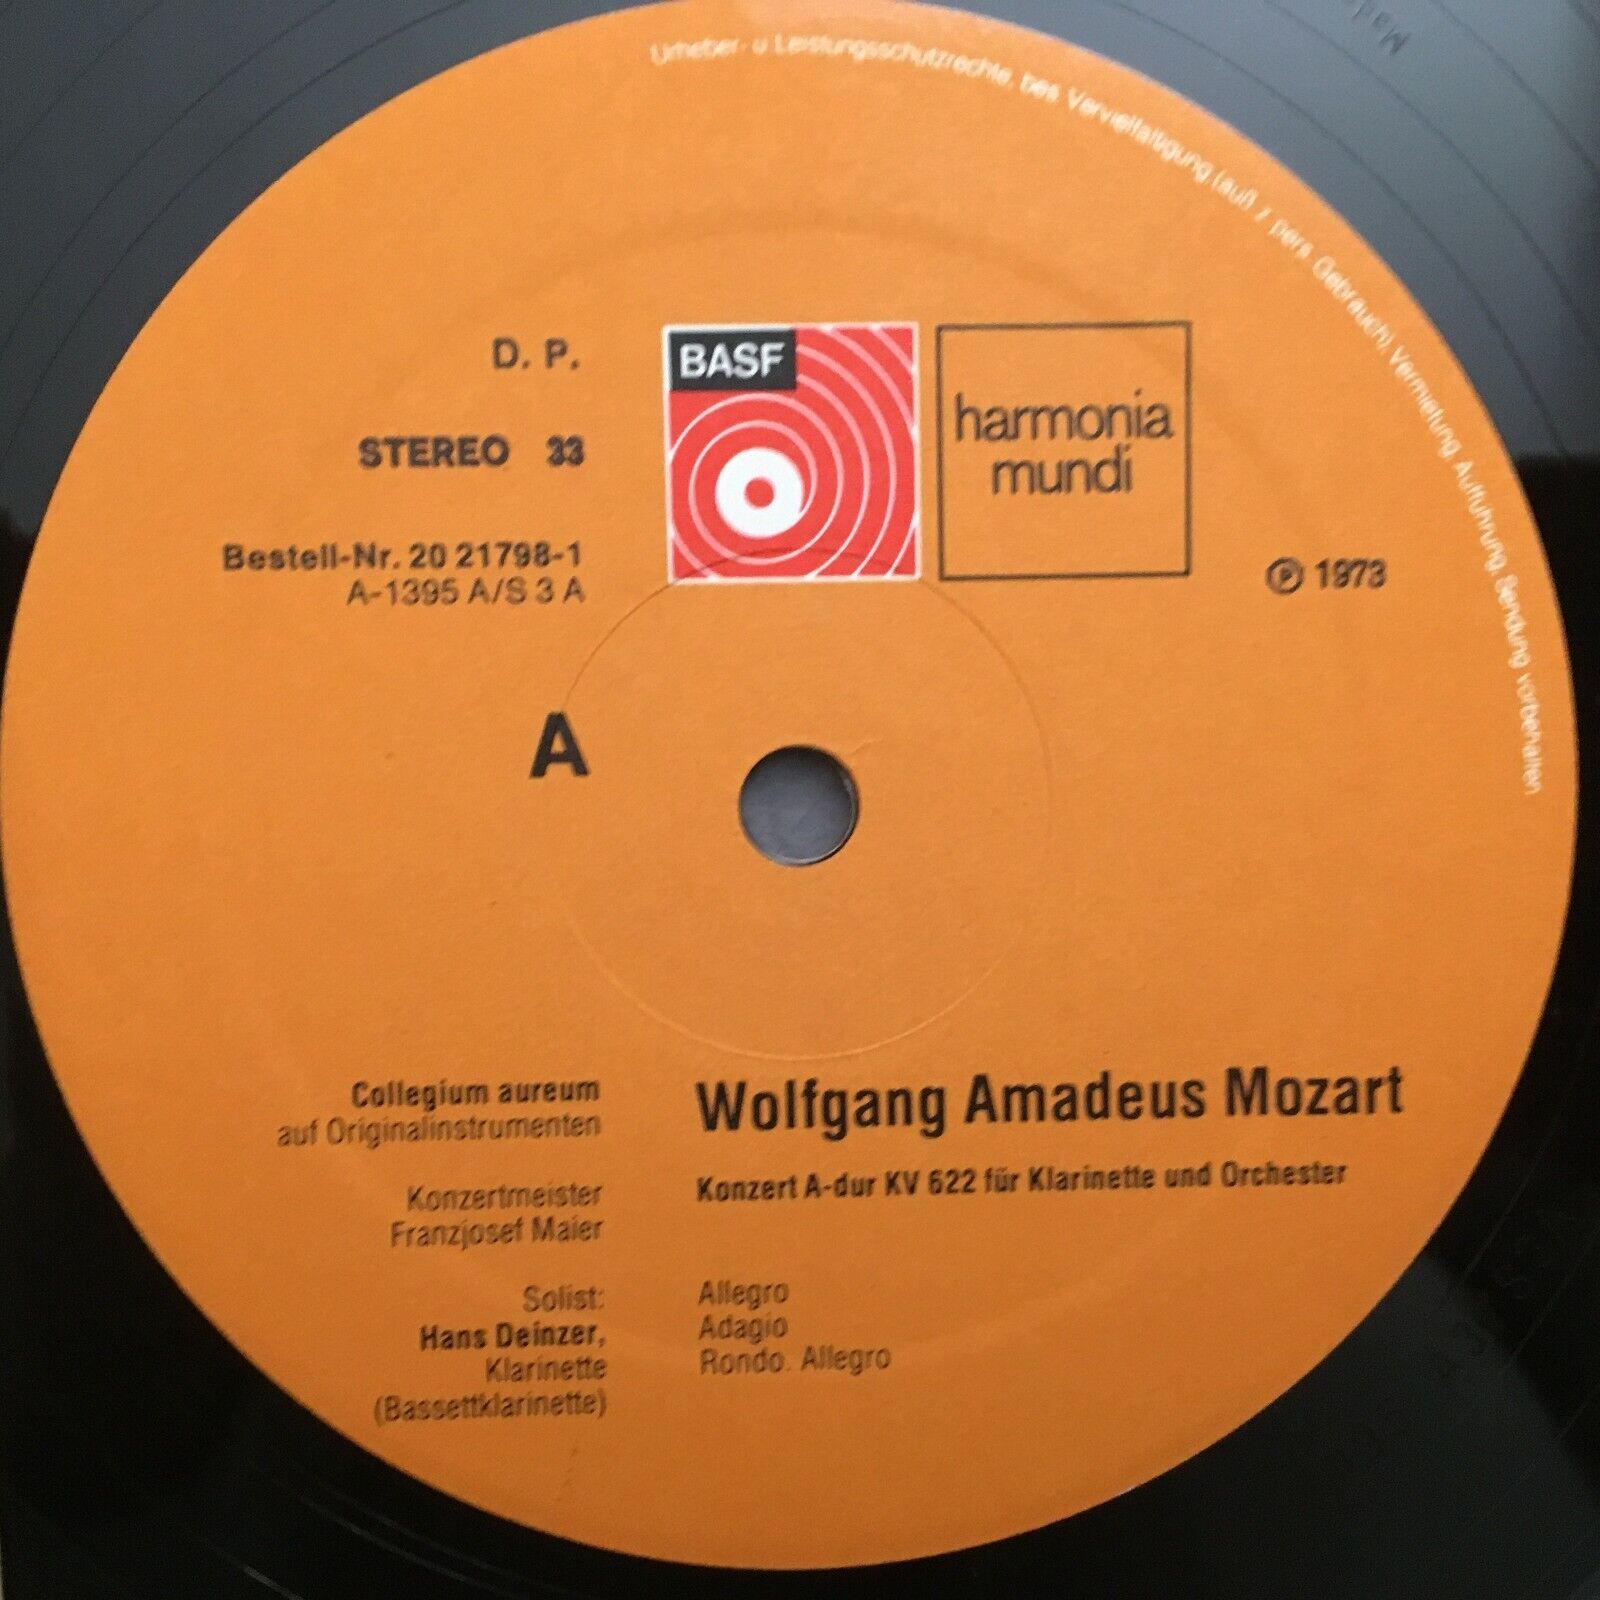 Urheber- u Leistungsschutzrechte, bes Vervielfaltigung (auß z pers Gebrauch), Vermietung, Aufführung, Sendung vorbehalten
D. P.
STEREO 33
Bestell-Nr. 20 21798-1
A-1395 A/S 3 A
BASF
harmonia
mundi
Ⓟ 1973
A
Collegium aureum
auf Originalinstrumenten
Konzertmeister
Franzjosef Maier
Solist:
Hans Deinzer,
Klarinette
(Bassettklarinette)
Wolfgang Amadeus Mozart
Konzert A-dur KV 622 für Klarinette und Orchester
Allegro
Adagio
Rondo. Allegro